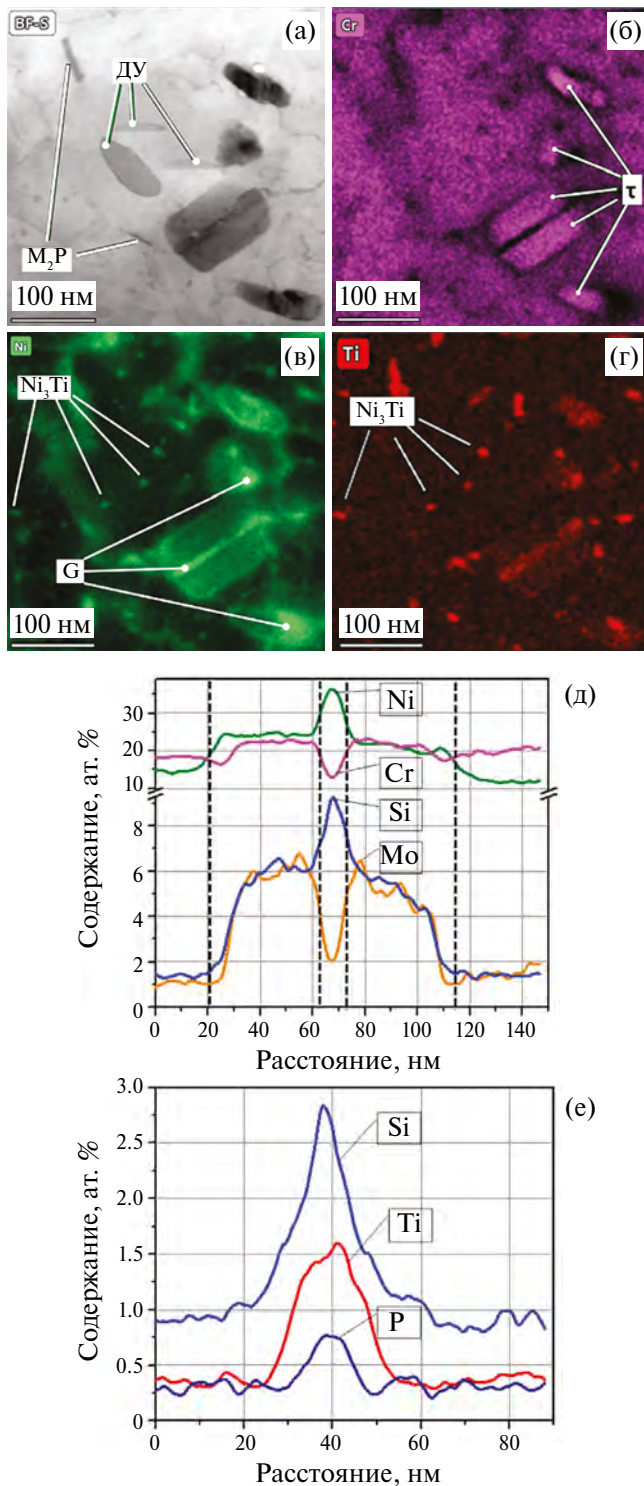 BF-S
(а)
ДУ
M₂P
100 нм
Cr
(б)
τ
100 нм
Ni
(в)
Ni₃Ti
G
100 нм
Ti
(г)
Ni₃Ti
100 нм
(д)
Содержание, ат. %
30
20
10
8
6
4
2
0
Ni
Cr
Si
Mo
0 20 40 60 80 100 120 140
Расстояние, нм
(е)
Содержание, ат. %
3.0
2.5
2.0
1.5
1.0
0.5
0
Si
Ti
P
0 20 40 60 80
Расстояние, нм